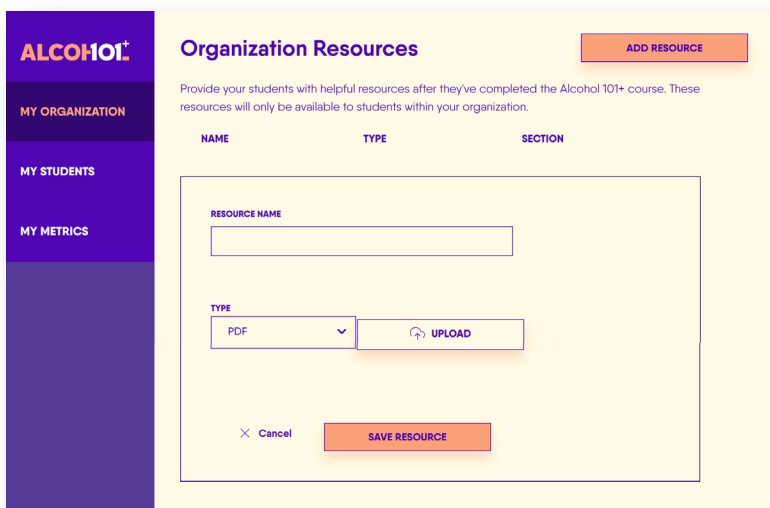 ALCOHOL101+
Organization Resources
ADD RESOURCE
Provide your students with helpful resources after they've completed the Alcohol 101+ course. These
resources will only be available to students within your organization.
MY ORGANIZATION
NAME TYPE SECTION
MY STUDENTS
RESOURCE NAME
MY METRICS
TYPE
PDF
UPLOAD
Cancel
SAVE RESOURCE